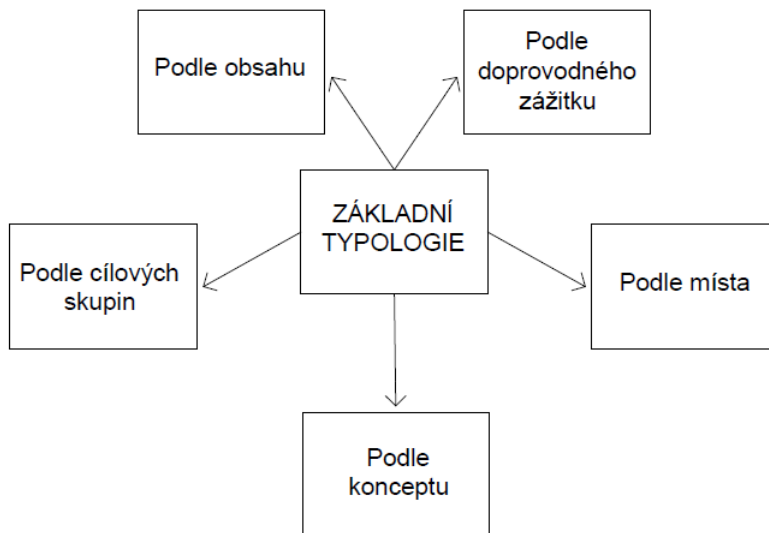 Podle obsahu
Podle
doprovodného
zážitku
ZÁKLADNÍ
TYPOLOGIE
Podle cílových
skupin
Podle místa
Podle
konceptu